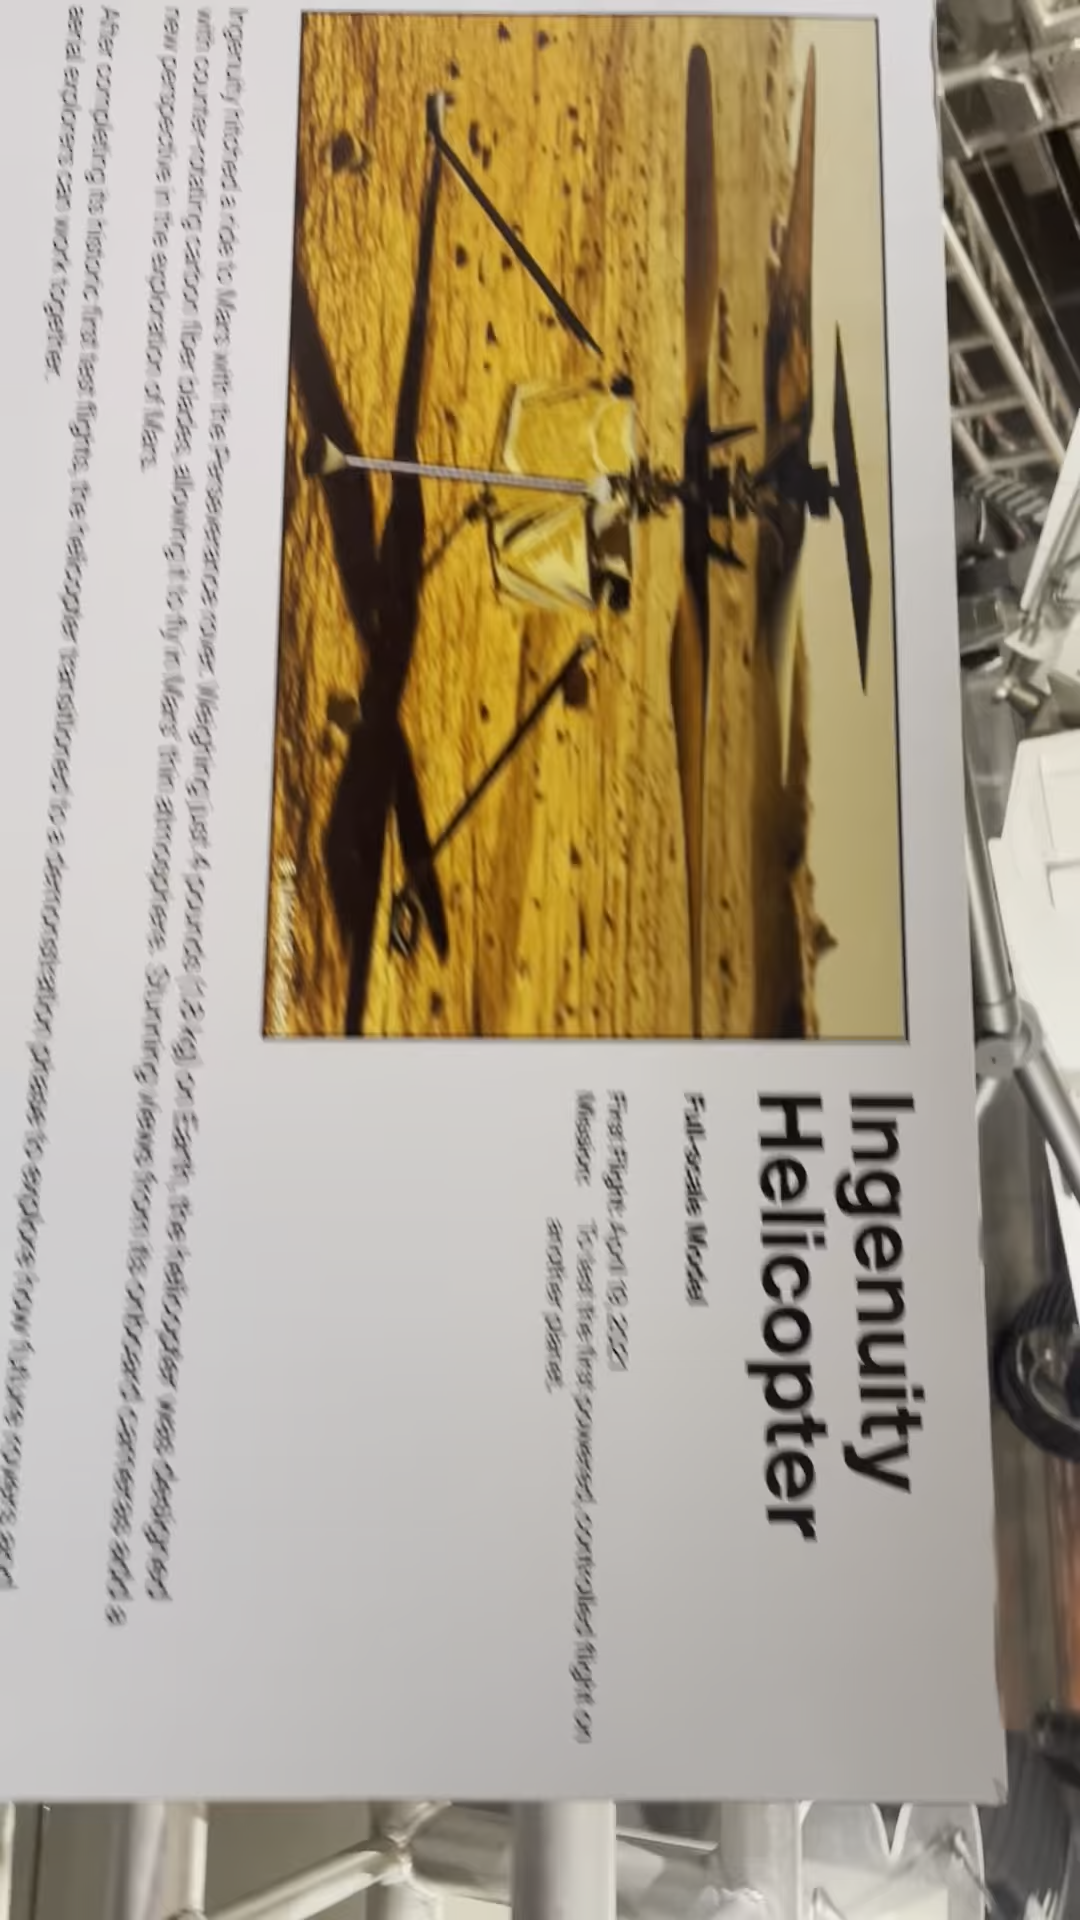 Ingenuity
Helicopter
Full-scale Model
First Flight: April 19, 2021
Mission: To test the first powered, controlled flight on
another planet.
Ingenuity hitched a ride to Mars with the Perseverance rover. Weighing just 4 pounds (1.8 kg) on Earth, the helicopter was designed
with counter-rotating carbon fiber blades, allowing it to fly in Mars' thin atmosphere. Stunning views from its onboard cameras add a
new perspective in the exploration of Mars.
After completing its historic first test flights, the helicopter transitioned to a demonstration phase to explore how future rovers and
aerial explorers can work together.